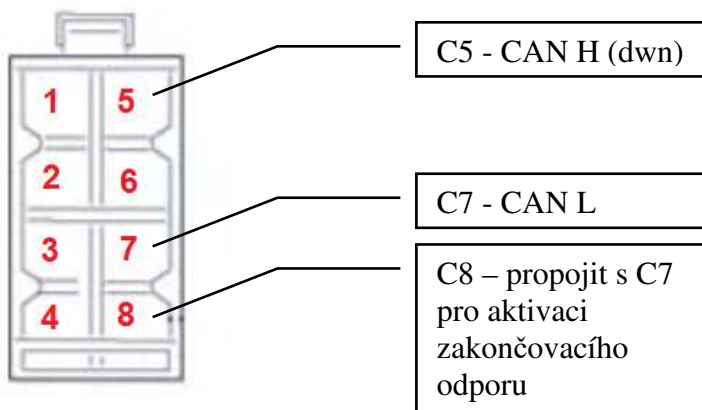 1 5
2 6
3 7
4 8
C5 - CAN H (dwn)
C7 - CAN L
C8 – propojit s C7
pro aktivaci
zakončovacího
odporu